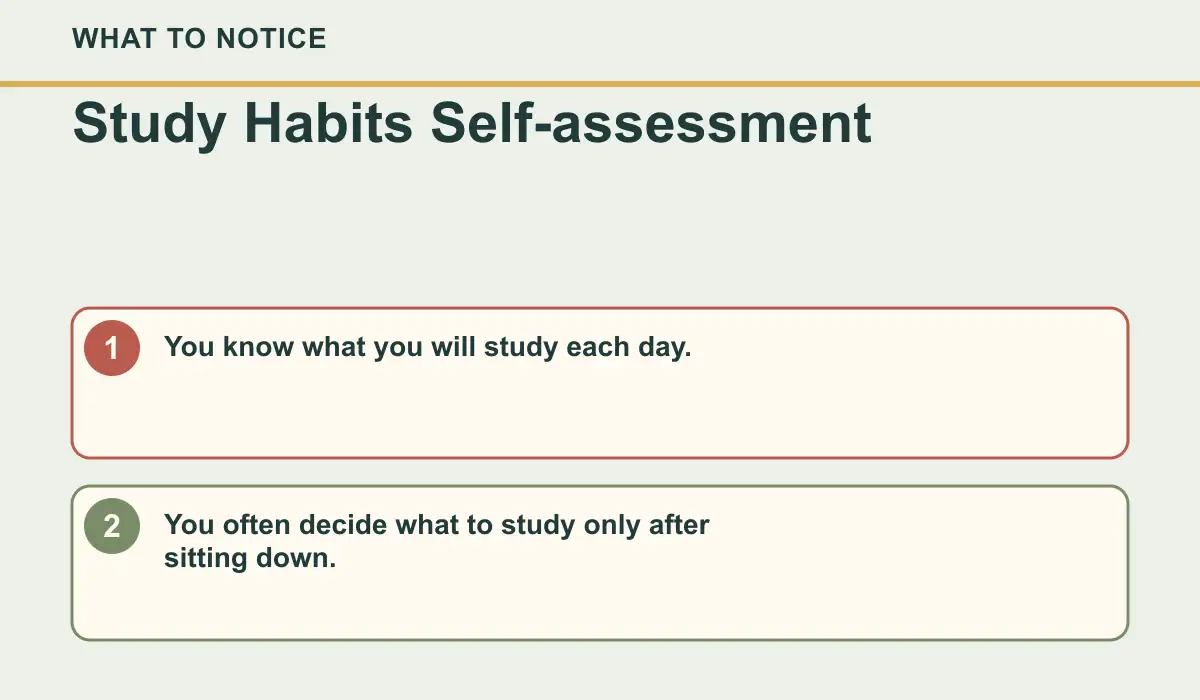 WHAT TO NOTICE
Study Habits Self-assessment
1
You know what you will study each day.
2
You often decide what to study only after
sitting down.